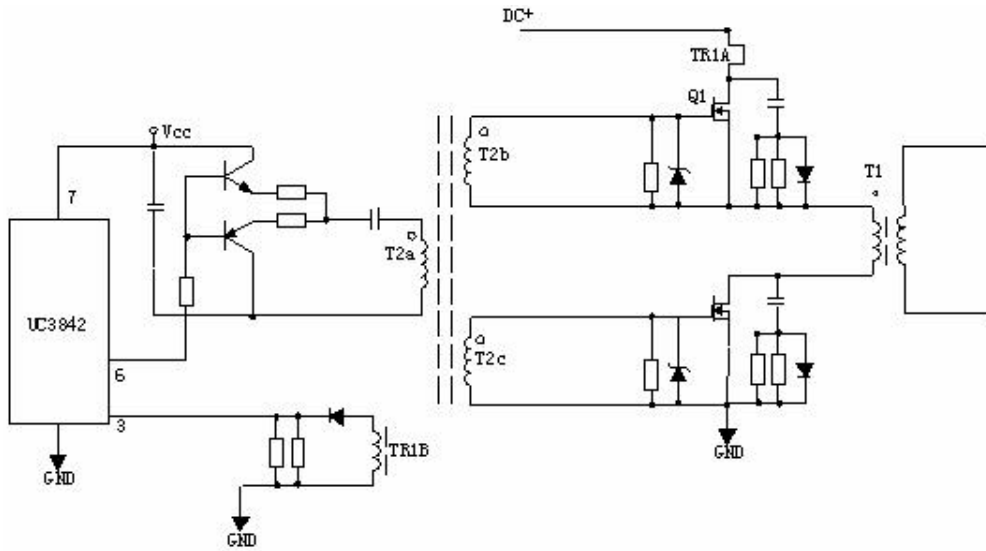 DC+
TR1A
Q1
Vcc
T2b
T1
7
T2a
UC3842
T2c
6
3
TR1B
GND
GND
GND